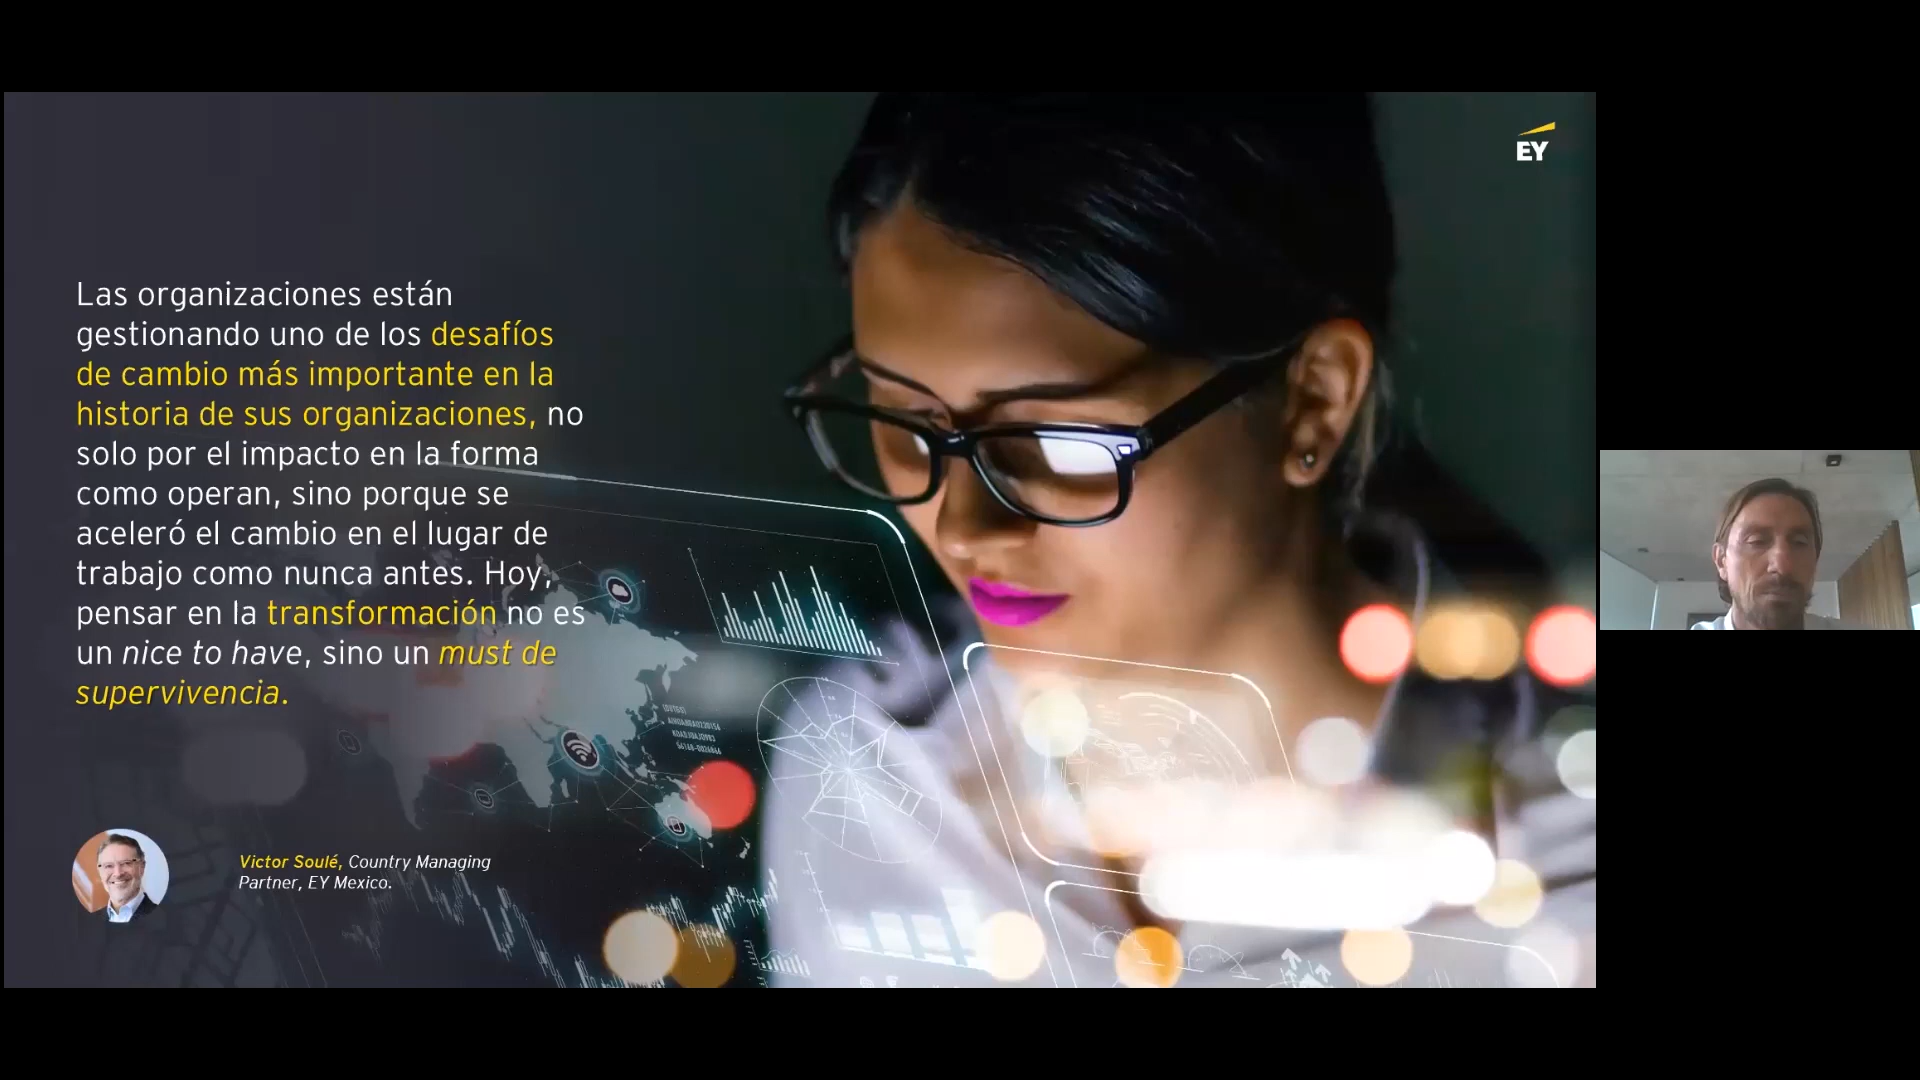 EY
Las organizaciones están
gestionando uno de los desafíos
de cambio más importante en la
historia de sus organizaciones, no
solo por el impacto en la forma
como operan, sino porque se
aceleró el cambio en el lugar de
trabajo como nunca antes. Hoy,
pensar en la transformación no es
un nice to have, sino un must de
supervivencia.
Victor Soulé, Country Managing
Partner, EY Mexico.